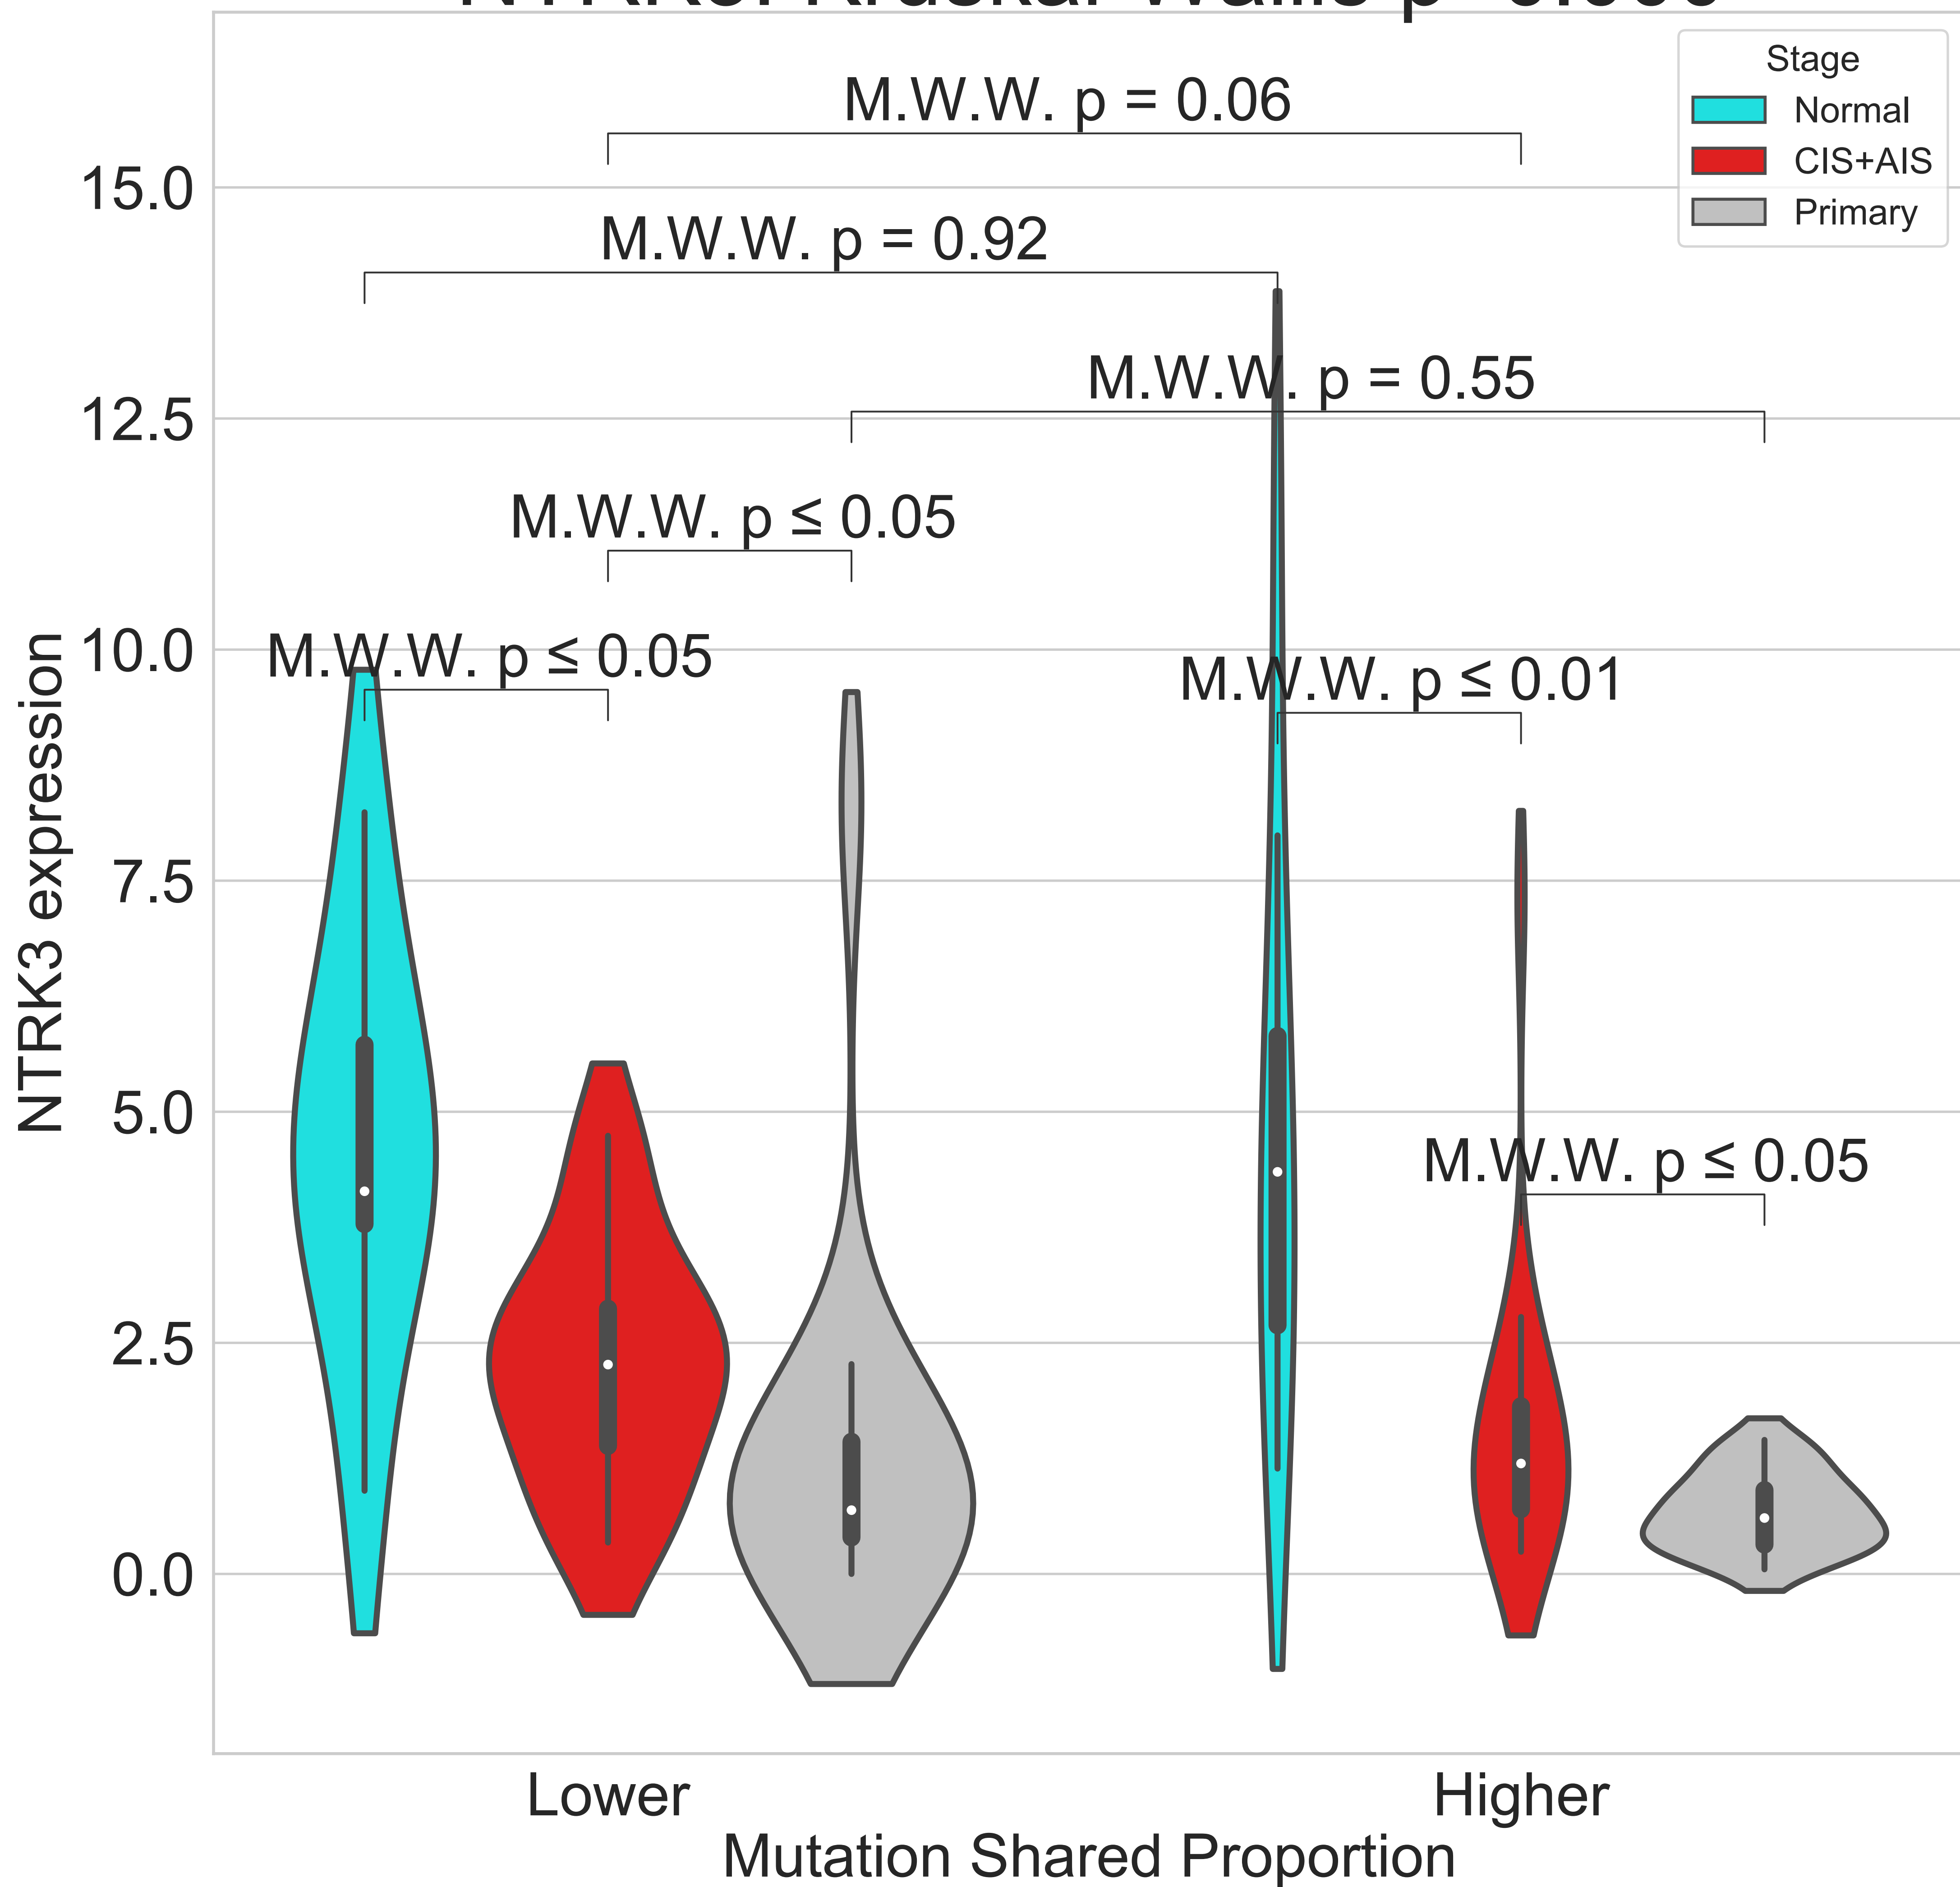 Stage
Normal
CIS+AIS
Primary
M.W.W. p = 0.06
M.W.W. p = 0.92
M.W.W. p = 0.55
M.W.W. p ≤ 0.05
M.W.W. p ≤ 0.05
M.W.W. p ≤ 0.01
M.W.W. p ≤ 0.05
15.0
12.5
10.0
7.5
5.0
2.5
0.0
NTRK3 expression
Lower
Higher
Mutation Shared Proportion